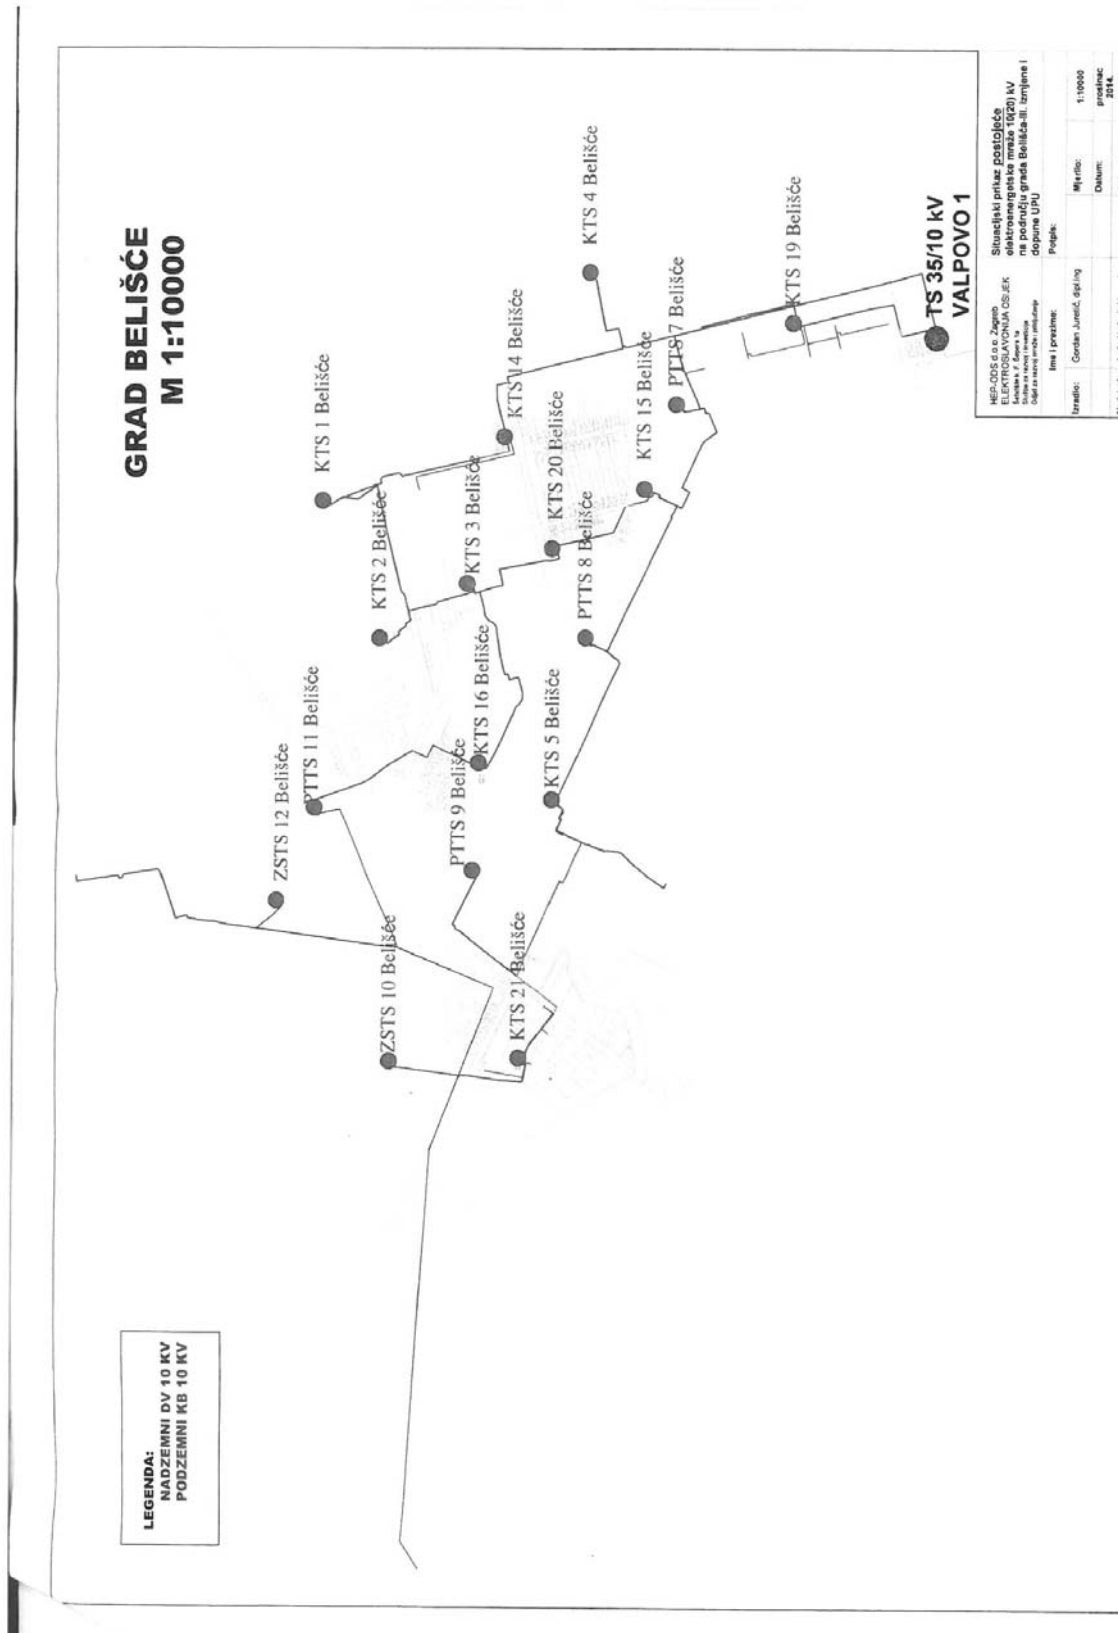 GRAD BELIŠĆE
M 1:10000
KTS 1 Belišće
KTS 2 Belišće
KTS 14 Belišće
KTS 3 Belišće
KTS 4 Belišće
KTS 20 Belišće
KTS 15 Belišće
PTTS 7 Belišće
KTS 19 Belišće
PTTS 8 Belišće
KTS 16 Belišće
KTS 5 Belišće
PTTS 11 Belišće
ZSTS 12 Belišće
PTTS 9 Belišće
ZSTS 10 Belišće
KTS 21 Belišće
TS 35/10 kV
VALPOVO 1
LEGENDA:
NADZEMNI DV 10 KV
PODZEMNI KB 10 KV
HEP-ODS d.o.o. Zagreb
ELEKTROSLAVONIJA OSIJEK
Situacijski prikaz postojeće
elektroenergetske mreže 10(20) kV
na području grada Belišća-III. Izmjene i
dopune UPU
Ime i prezime:
Potpis:
Mjerilo:
1:10000
Izradio:
Gordan Juretić, dipl.ing
Datum:
prosinac
2014.